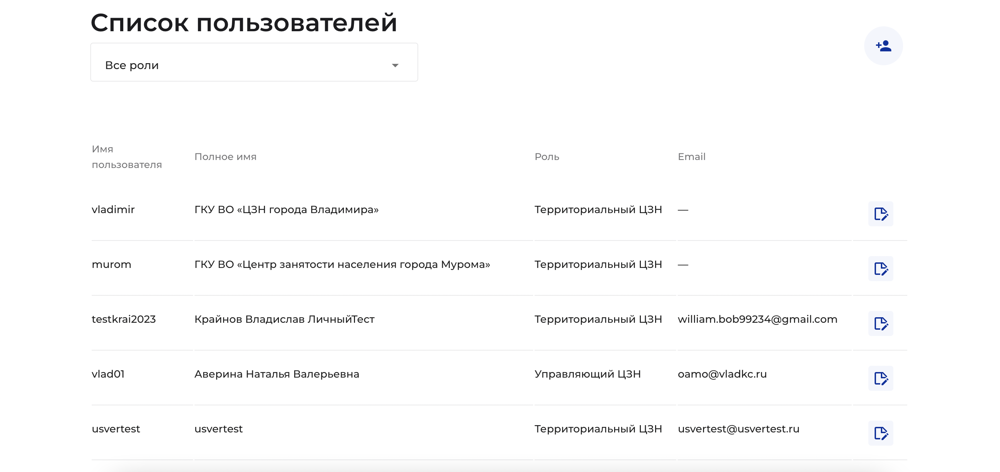 Список пользователей
Все роли
Имя
пользователя
Полное имя
Роль
Email
vladimir ГКУ ВО «ЦЗН города Владимира» Территориальный ЦЗН —
murom ГКУ ВО «Центр занятости населения города Мурома» Территориальный ЦЗН —
testkrai2023 Крайнов Владислав ЛичныйТест Территориальный ЦЗН william.bob99234@gmail.com
vlad01 Аверина Наталья Валерьевна Управляющий ЦЗН oamo@vladkc.ru
usvertest usvertest Территориальный ЦЗН usvertest@usvertest.ru